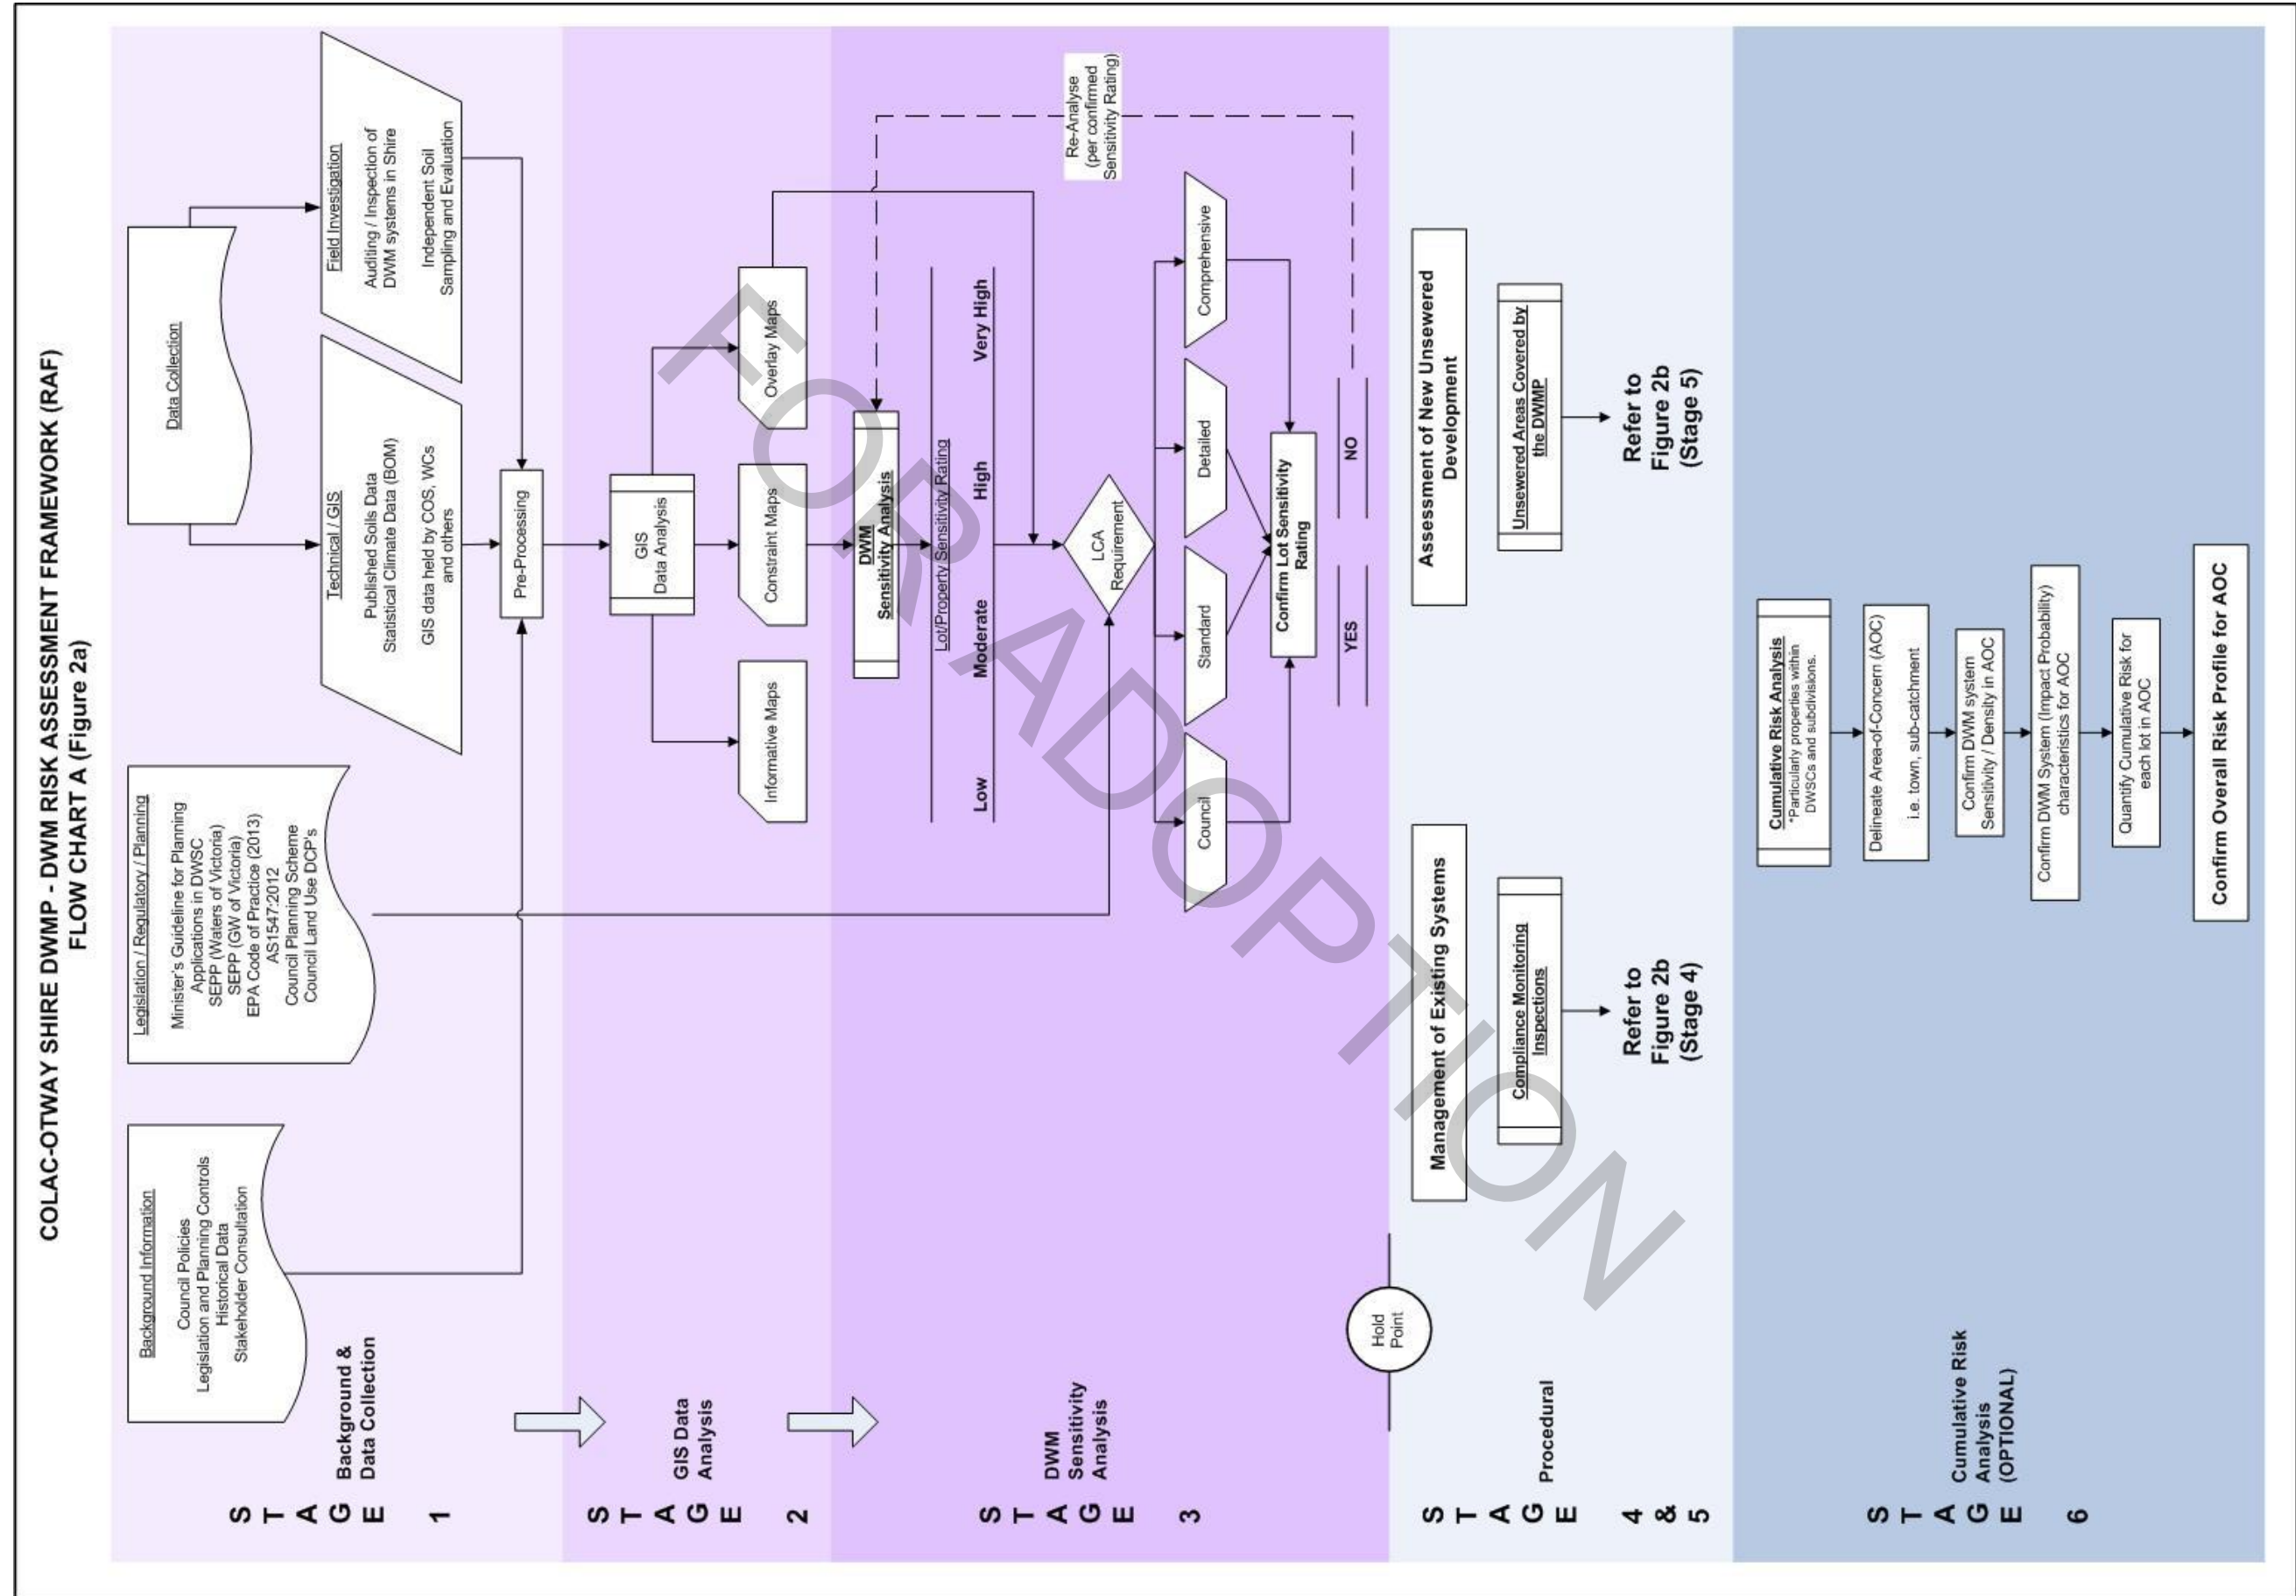 COLAC-OTWAY SHIRE DWMP - DWM RISK ASSESSMENT FRAMEWORK (RAF)
FLOW CHART A (Figure 2a)
STAGE
1
Background &
Data Collection
Background Information
Council Policies
Legislation and Planning Controls
Historical Data
Stakeholder Consultation
Legislation / Regulatory / Planning
Minister's Guideline for Planning
Applications in DWSC
SEPP (Waters of Victoria)
SEPP (GW of Victoria)
EPA Code of Practice (2013)
AS1547:2012
Council Planning Scheme
Council Land Use DCP's
Data Collection
Technical / GIS
Published Soils Data
Statistical Climate Data (BOM)
GIS data held by COS, WCs
and others
Field Investigation
Auditing / Inspection of
DWM systems in Shire
Independent Soil
Sampling and Evaluation
Pre-Processing
STAGE
2
GIS Data
Analysis
GIS
Data Analysis
Informative Maps
Constraint Maps
Overlay Maps
STAGE
3
DWM
Sensitivity
Analysis
DWM
Sensitivity Analysis
Lot/Property Sensitivity Rating
Low
Moderate
High
Very High
Re-Analyse
(per confirmed
Sensitivity Rating)
LCA
Requirement
Council
Standard
Detailed
Comprehensive
Confirm Lot Sensitivity
Rating
YES
NO
Hold
Point
STAGE
4
&
5
Procedural
Management of Existing Systems
Compliance Monitoring
Inspections
Refer to
Figure 2b
(Stage 4)
Assessment of New Unsewered
Development
Unsewered Areas Covered by
the DWMP
Refer to
Figure 2b
(Stage 5)
STAGE
6
Cumulative Risk
Analysis
(OPTIONAL)
Cumulative Risk Analysis
*Particularly properties within
DWSCs and subdivisions.
Delineate Area-of-Concern (AOC)
i.e. town, sub-catchment
Confirm DWM system
Sensitivity / Density in AOC
Confirm DWM System (Impact Probability)
characteristics for AOC
Quantify Cumulative Risk for
each lot in AOC
Confirm Overall Risk Profile for AOC
FOR ADOPTION